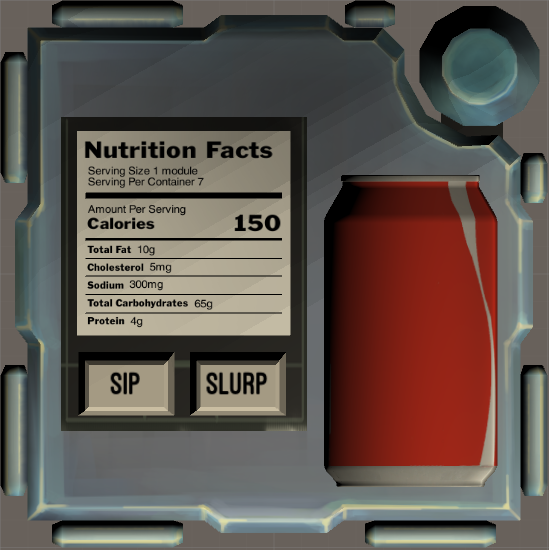 Nutrition Facts
Serving Size 1 module
Serving Per Container 7
Amount Per Serving
Calories 150
Total Fat 10g
Cholesterol 5mg
Sodium 300mg
Total Carbohydrates 65g
Protein 4g
SIP SLURP